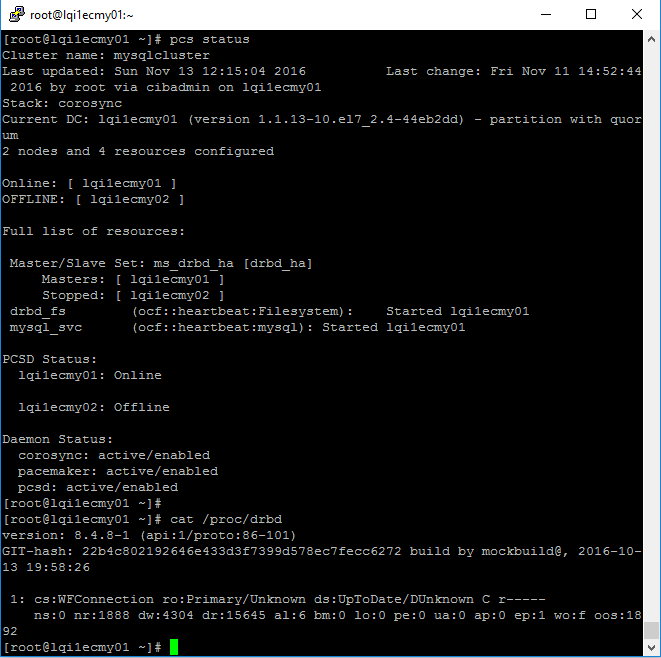 root@lqi1ecmy01:~
[root@lqi1ecmy01 ~]# pcs status
Cluster name: mysqlcluster
Last updated: Sun Nov 13 12:15:04 2016          Last change: Fri Nov 11 14:52:44
 2016 by root via cibadmin on lqi1ecmy01
Stack: corosync
Current DC: lqi1ecmy01 (version 1.1.13-10.el7_2.4-44eb2dd) - partition with quor
um
2 nodes and 4 resources configured

Online: [ lqi1ecmy01 ]
OFFLINE: [ lqi1ecmy02 ]

Full list of resources:

 Master/Slave Set: ms_drbd_ha [drbd_ha]
     Masters: [ lqi1ecmy01 ]
     Stopped: [ lqi1ecmy02 ]
 drbd_fs        (ocf::heartbeat:Filesystem):    Started lqi1ecmy01
 mysql_svc      (ocf::heartbeat:mysql): Started lqi1ecmy01

PCSD Status:
  lqi1ecmy01: Online

  lqi1ecmy02: Offline

Daemon Status:
  corosync: active/enabled
  pacemaker: active/enabled
  pcsd: active/enabled
[root@lqi1ecmy01 ~]#
[root@lqi1ecmy01 ~]# cat /proc/drbd
version: 8.4.8-1 (api:1/proto:86-101)
GIT-hash: 22b4c802192646e433d3f7399d578ec7fecc6272 build by mockbuild@, 2016-10-
13 19:58:26

 1: cs:WFConnection ro:Primary/Unknown ds:UpToDate/DUnknown C r-----
    ns:0 nr:1888 dw:4304 dr:15645 al:6 bm:0 lo:0 pe:0 ua:0 ap:0 ep:1 wo:f oos:18
92
[root@lqi1ecmy01 ~]#